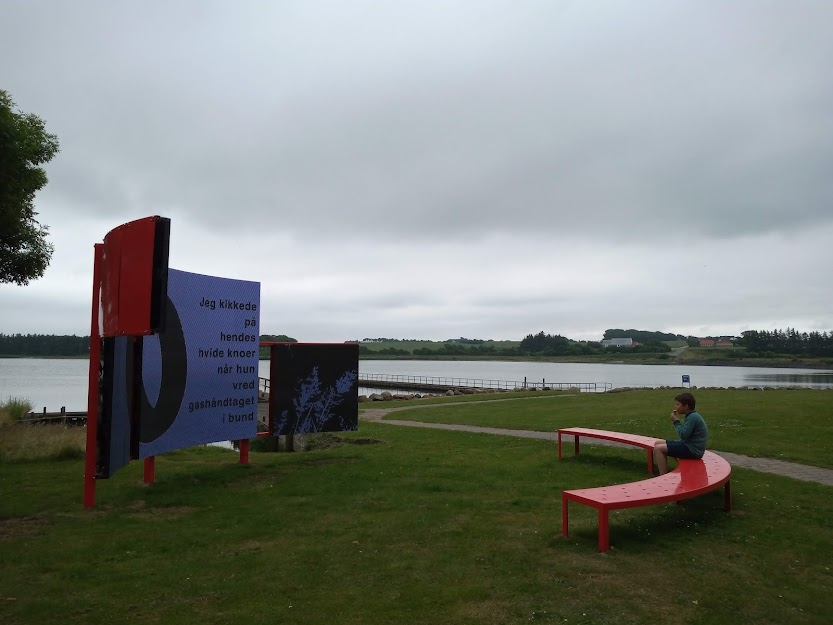 Jeg kikkede
på
hendes
hvide knoer
når hun
vred
gashåndtaget
i bund